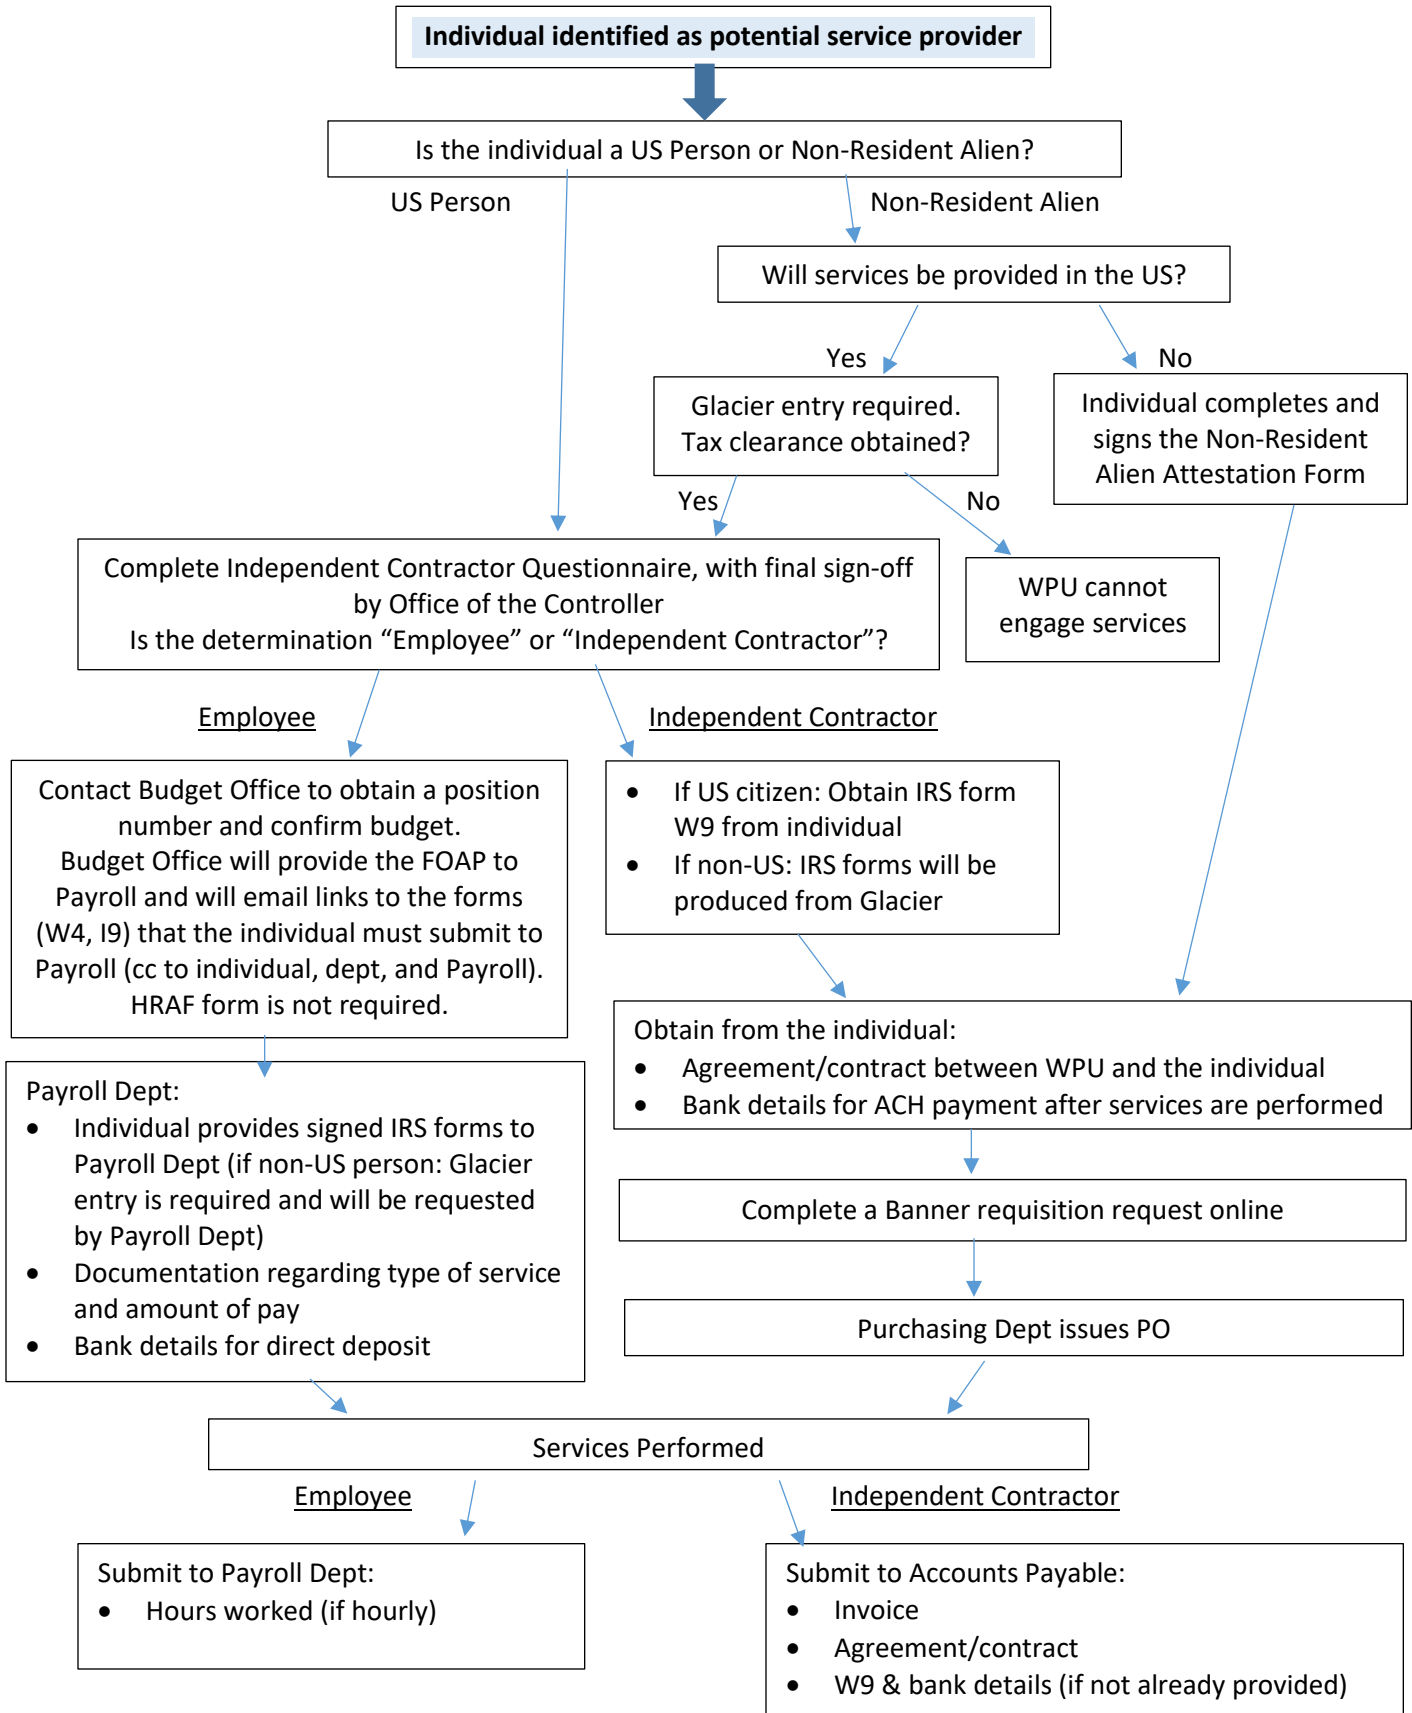 Individual identified as potential service provider
Is the individual a US Person or Non-Resident Alien?
US Person
Non-Resident Alien
Will services be provided in the US?
Yes
No
Glacier entry required.
Tax clearance obtained?
Individual completes and
signs the Non-Resident
Alien Attestation Form
Yes
No
Complete Independent Contractor Questionnaire, with final sign-off
by Office of the Controller
Is the determination “Employee” or “Independent Contractor”?
WPU cannot
engage services
Employee
Independent Contractor
Contact Budget Office to obtain a position
number and confirm budget.
Budget Office will provide the FOAP to
Payroll and will email links to the forms
(W4, I9) that the individual must submit to
Payroll (cc to individual, dept, and Payroll).
HRAF form is not required.
• If US citizen: Obtain IRS form
W9 from individual
• If non-US: IRS forms will be
produced from Glacier
Obtain from the individual:
• Agreement/contract between WPU and the individual
• Bank details for ACH payment after services are performed
Payroll Dept:
• Individual provides signed IRS forms to
Payroll Dept (if non-US person: Glacier
entry is required and will be requested
by Payroll Dept)
• Documentation regarding type of service
and amount of pay
• Bank details for direct deposit
Complete a Banner requisition request online
Purchasing Dept issues PO
Services Performed
Employee
Independent Contractor
Submit to Payroll Dept:
• Hours worked (if hourly)
Submit to Accounts Payable:
• Invoice
• Agreement/contract
• W9 & bank details (if not already provided)